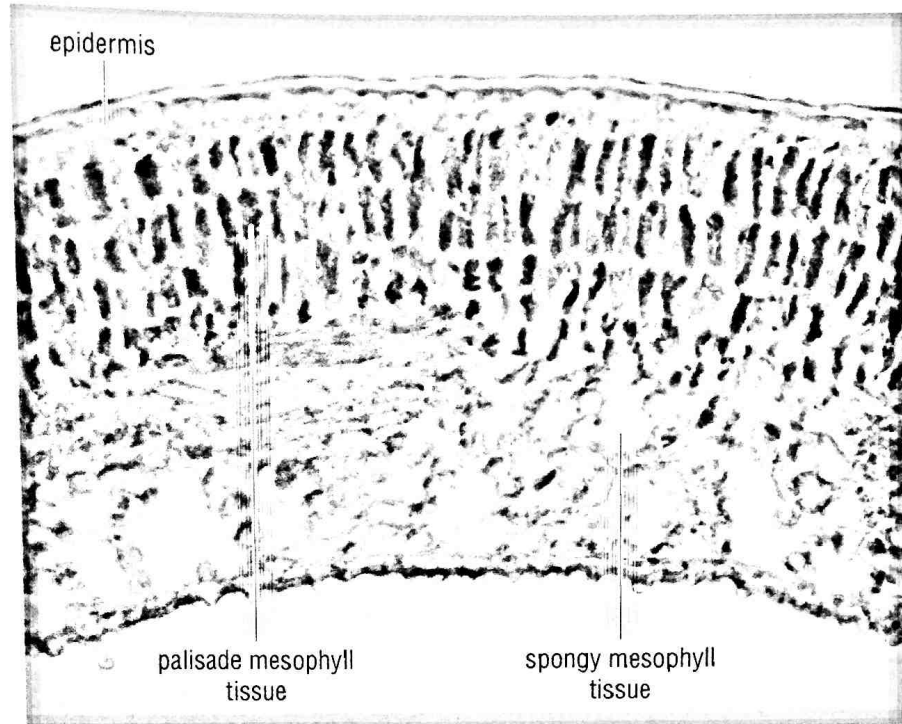 epidermis
palisade mesophyll
tissue
spongy mesophyll
tissue